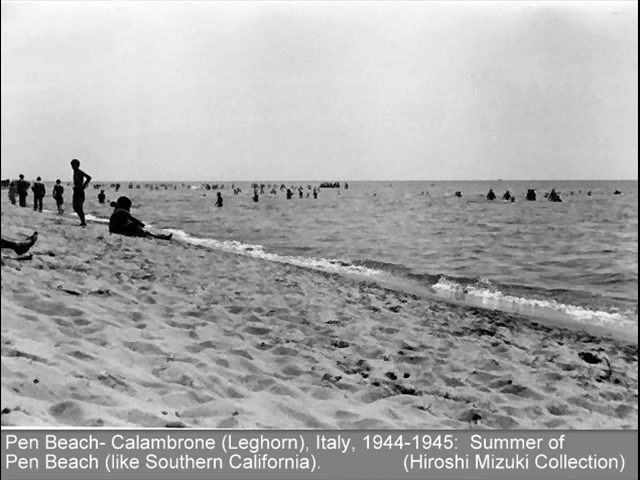 Pen Beach- Calambrone (Leghorn), Italy, 1944-1945:  Summer of
Pen Beach (like Southern California). (Hiroshi Mizuki Collection)